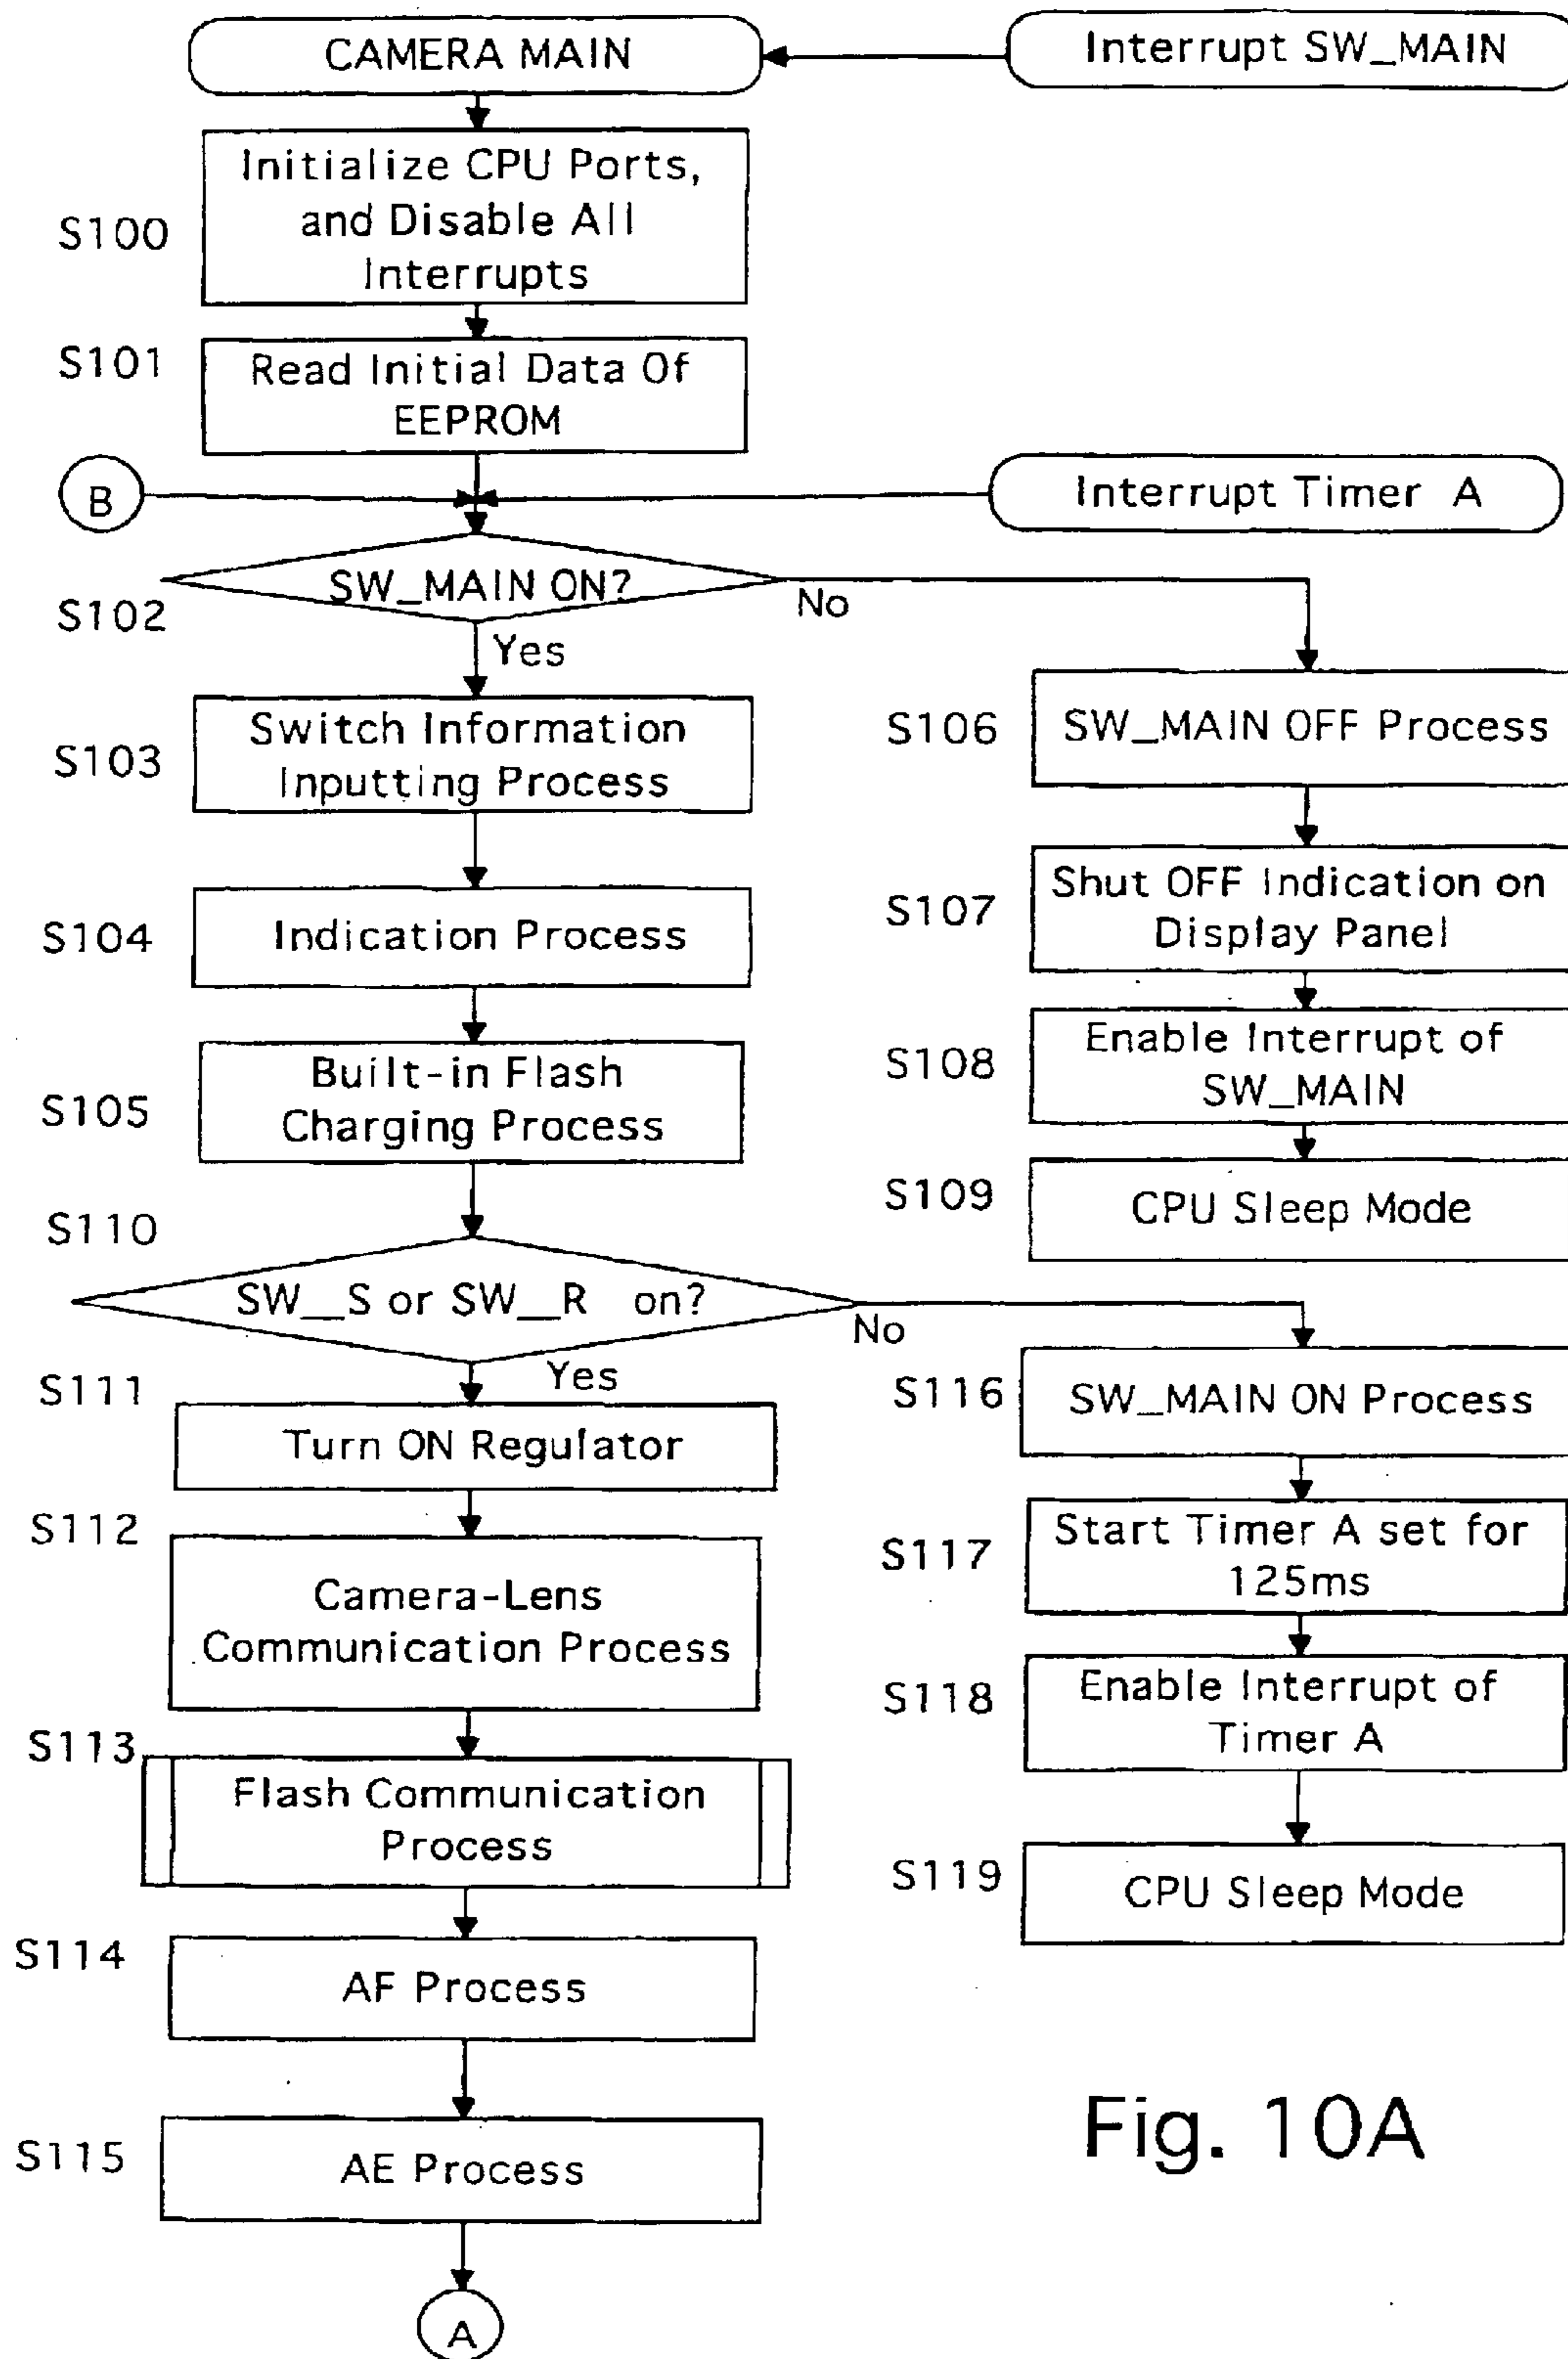 CAMERA MAIN
Interrupt SW_MAIN
S100
Initialize CPU Ports,
and Disable All
Interrupts
S101
Read Initial Data Of
EEPROM
B
Interrupt Timer A
S102
SW_MAIN ON?
No
Yes
S103
Switch Information
Inputting Process
S106
SW_MAIN OFF Process
S104
Indication Process
S107
Shut OFF Indication on
Display Panel
S105
Built-in Flash
Charging Process
S108
Enable Interrupt of
SW_MAIN
S109
CPU Sleep Mode
S110
SW__S or SW__R on?
No
Yes
S111
Turn ON Regulator
S116
SW_MAIN ON Process
S112
Camera-Lens
Communication Process
S117
Start Timer A set for
125ms
S113
Flash Communication
Process
S118
Enable Interrupt of
Timer A
S114
AF Process
S119
CPU Sleep Mode
S115
AE Process
A
Fig. 10A